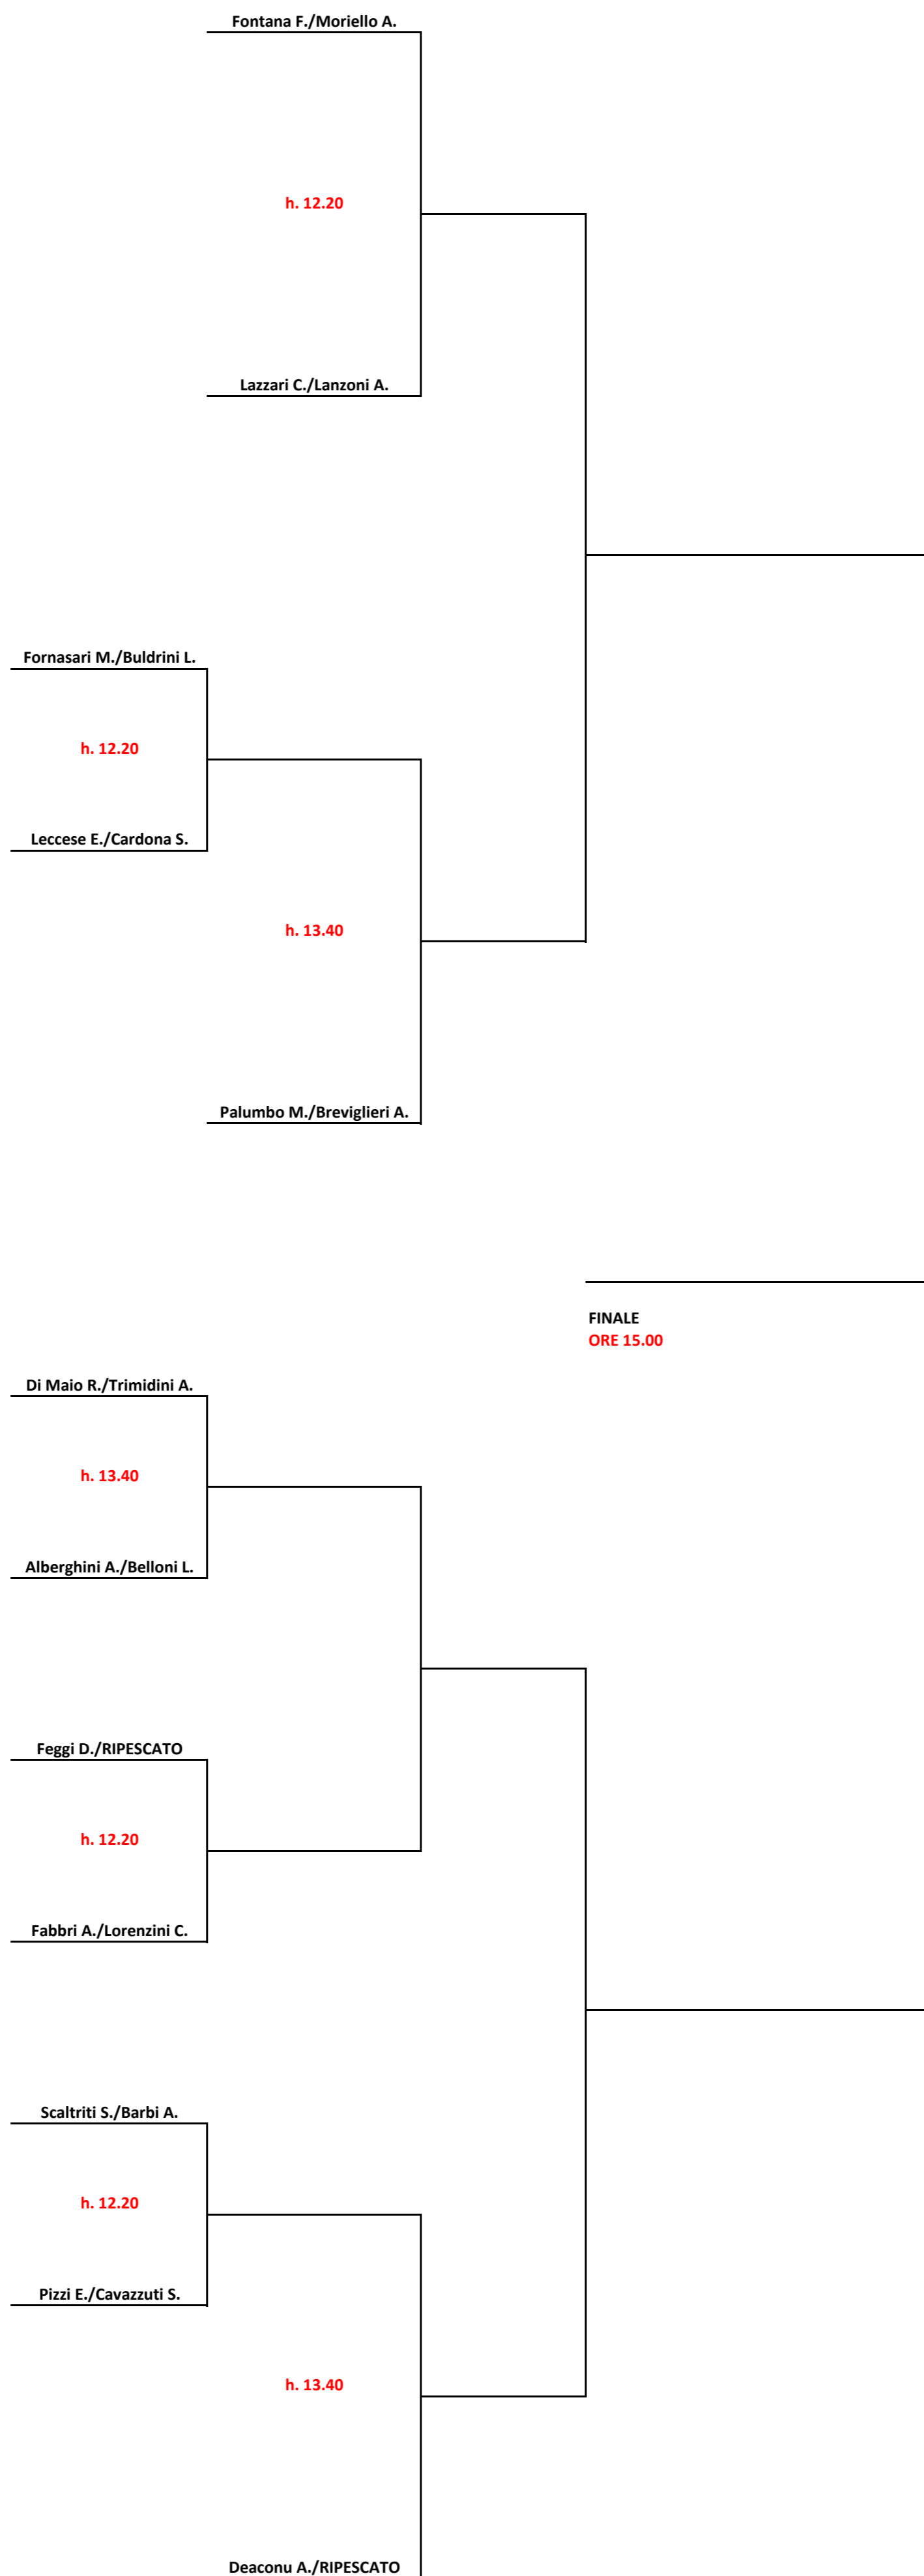 Fontana F./Moriello A.
h. 12.20
Lazzari C./Lanzoni A.
Fornasari M./Buldrini L.
h. 12.20
Leccese E./Cardona S.
h. 13.40
Palumbo M./Breviglieri A.
FINALE
ORE 15.00
Di Maio R./Trimidini A.
h. 13.40
Alberghini A./Belloni L.
Feggi D./RIPESCATO
h. 12.20
Fabbri A./Lorenzini C.
Scaltriti S./Barbi A.
h. 12.20
Pizzi E./Cavazzuti S.
h. 13.40
Deaconu A./RIPESCATO